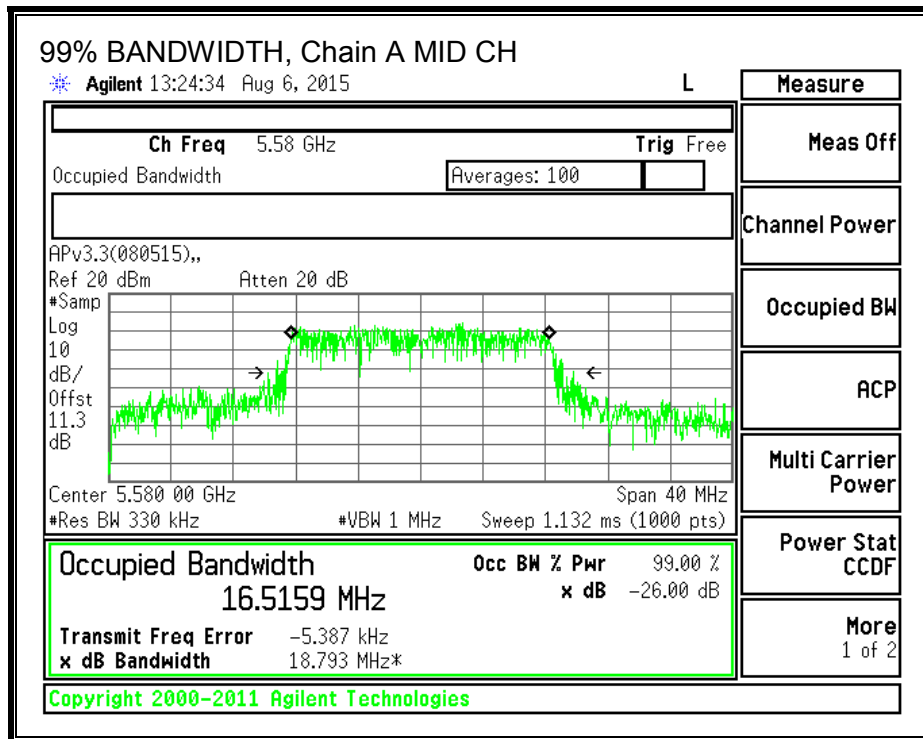 99% BANDWIDTH, Chain A MID CH
Agilent 13:24:34 Aug 6, 2015 L
Measure
Ch Freq 5.58 GHz Trig Free
Meas Off
Occupied Bandwidth Averages: 100
Channel Power
APv3.3(080515),,
Ref 20 dBm Atten 20 dB
#Samp
Log
10
dB/
Offst
11.3
dB
Occupied BW
ACP
Multi Carrier
Power
Center 5.580 00 GHz Span 40 MHz
#Res BW 330 kHz #VBW 1 MHz Sweep 1.132 ms (1000 pts)
Power Stat
CCDF
Occupied Bandwidth Occ BW % Pwr 99.00 %
16.5159 MHz x dB -26.00 dB
Transmit Freq Error -5.387 kHz
x dB Bandwidth 18.793 MHz*
More
1 of 2
Copyright 2000-2011 Agilent Technologies